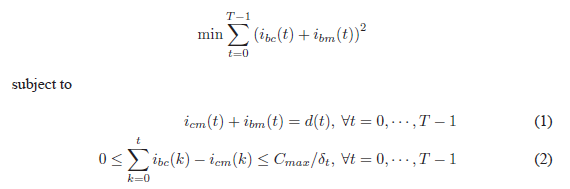 min ∑_{t=0}^{T−1} (i_{bc}(t) + i_{bm}(t))²
subject to
i_{cm}(t) + i_{bm}(t) = d(t), ∀t = 0, ⋯ , T − 1 (1)
0 ≤ ∑_{k=0}^{t} i_{bc}(k) − i_{cm}(k) ≤ C_{max}/δ_t, ∀t = 0, ⋯ , T − 1 (2)